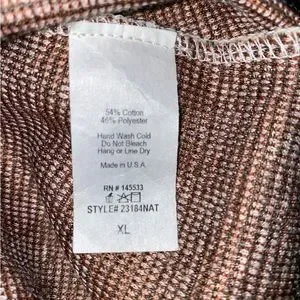 54% Cotton
46% Polyester
Hand Wash Cold
Do Not Bleach
Hang or Line Dry
Made in U.S.A.
RN # 145533
STYLE# 23184NAT
XL